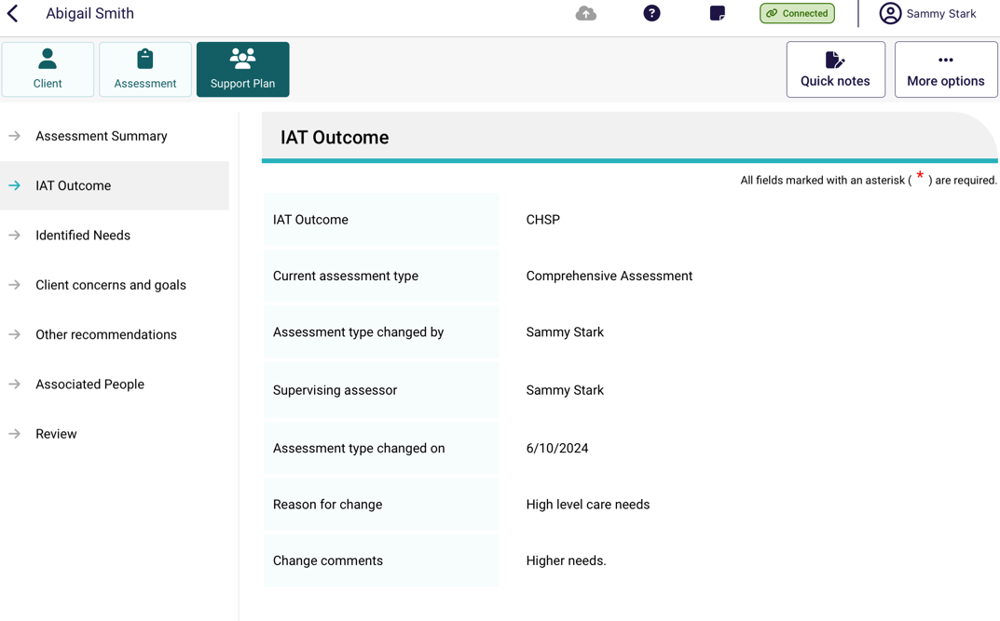 Abigail Smith
Connected
Sammy Stark
Client
Assessment
Support Plan
Quick notes
More options
Assessment Summary
IAT Outcome
Identified Needs
Client concerns and goals
Other recommendations
Associated People
Review
IAT Outcome
All fields marked with an asterisk ( * ) are required.
IAT Outcome CHSP
Current assessment type Comprehensive Assessment
Assessment type changed by Sammy Stark
Supervising assessor Sammy Stark
Assessment type changed on 6/10/2024
Reason for change High level care needs
Change comments Higher needs.